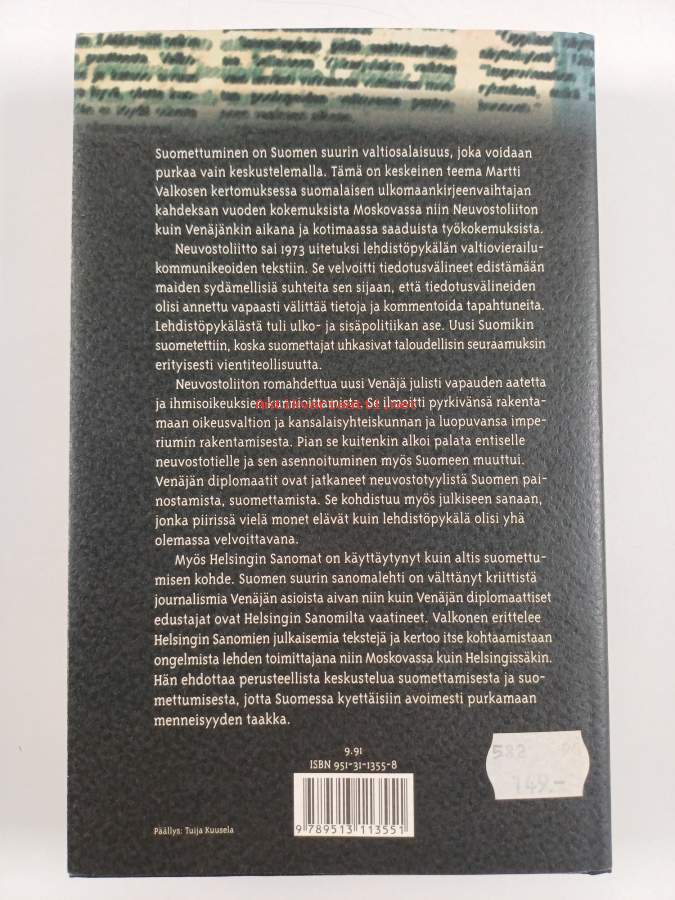 Suomettuminen on Suomen suurin valtiosalaisuus, joka voidaan
purkaa vain keskustelemalla. Tämä on keskeinen teema Martti
Valkosen kertomuksessa suomalaisen ulkomaankirjeenvaihtajan
kahdeksan vuoden kokemuksista Moskovassa niin Neuvostoliiton
kuin Venäjänkin aikana ja kotimaassa saaduista työkokemuksista.
Neuvostoliitto sai 1973 uitetuksi lehdistöpykälän valtiovierailu-
kommunikeoiden tekstiin. Se velvoitti tiedotusvälineet edistämään
maiden sydämellisiä suhteita sen sijaan, että tiedotusvälineiden
olisi annettu vapaasti välittää tietoja ja kommentoida tapahtuneita.
Lehdistöpykälästä tuli ulko- ja sisäpolitiikan ase. Uusi Suomikin
suometettiin, koska suomettajat uhkasivat taloudellisin seuraamuksin
erityisesti vientiteollisuutta.
Neuvostoliiton romahdettua uusi Venäjä julisti vapauden aatetta
ja ihmisoikeuksien kunnioittamista. Se ilmoitti pyrkivänsä rakenta-
maan oikeusvaltion ja kansalaisyhteiskunnan ja luopuvansa impe-
riumin rakentamisesta. Pian se kuitenkin alkoi palata entiselle
neuvostotielle ja sen asennoituminen myös Suomeen muuttui.
Venäjän diplomaatit ovat jatkaneet neuvostotyylistä Suomen pai-
nostamista, suomettamista. Se kohdistuu myös julkiseen sanaan,
jonka piirissä vielä monet elävät kuin lehdistöpykälä olisi yhä
olemassa velvoittavana.
Myös Helsingin Sanomat on käyttäytynyt kuin altis suomettu-
misen kohde. Suomen suurin sanomalehti on välttänyt kriittistä
journalismia Venäjän asioista aivan niin kuin Venäjän diplomaattiset
edustajat ovat Helsingin Sanomilta vaatineet. Valkonen erittelee
Helsingin Sanomien julkaisemia tekstejä ja kertoo itse kohtaamistaan
ongelmista lehden toimittajana niin Moskovassa kuin Helsingissäkin.
Hän ehdottaa perusteellista keskustelua suomettamisesta ja suo-
mettumisesta, jotta Suomessa kyettäisiin avoimesti purkamaan
menneisyyden taakka.
9.91
ISBN 951-31-1355-8
582
149.-
9 789513 113551
Päällys: Tuija Kuusela